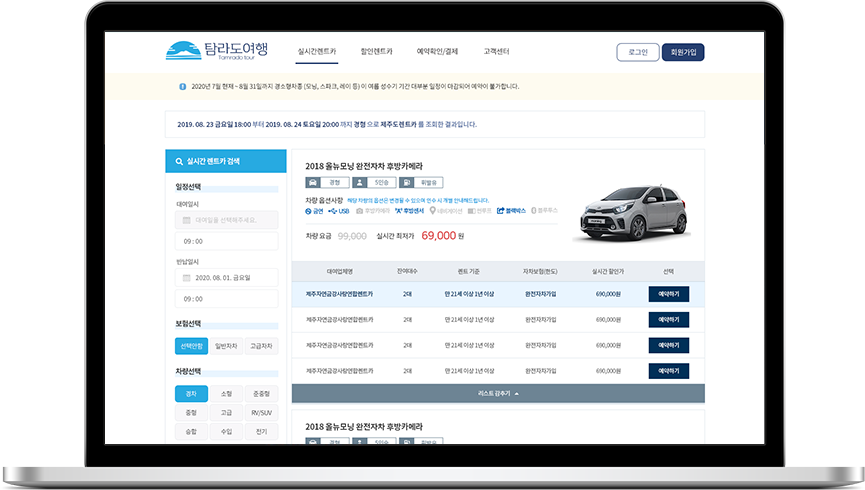 탐라도여행
Tamrado tour
실시간렌트카 할인렌트카 예약확인/결제 고객센터
로그인 회원가입
2020년 7월 현재 ~ 8월 31일까지 경소형차종 (모닝, 스파크, 레이 등) 이 여름 성수기 기간 대부분 일정이 마감되어 예약이 불가합니다.
2019. 08. 23 금요일 18:00 부터 2019. 08. 24 토요일 20:00 까지 경형 으로 제주도렌트카 를 조회한 결과입니다.
실시간 렌트카 검색
일정선택
대여일시
대여일을 선택해주세요
09 : 00
반납일시
2020. 08. 01. 금요일
09 : 00
보험선택
선택안함 일반자차 고급자차
차량선택
경차 소형 준중형
중형 고급 RV/SUV
승합 수입 전기
2018 올뉴모닝 완전자차 후방카메라
경형 5인승 휘발유
차량 옵션사항 해당 차량의 옵션은 변경될 수 있으며 인수 시 개별 안내해드립니다.
금연 USB 후방카메라 후방센서 네비게이션 썬루프 블랙박스 블루투스
차량 요금 99,000 실시간 최저가 69,000 원
대여업체명 잔여대수 렌트 기준 자차보험(한도) 실시간 할인가 선택
제주자연금강사랑연합렌트카 2대 만 21세 이상 1년 이상 완전자차가입 690,000원 예약하기
제주자연금강사랑연합렌트카 2대 만 21세 이상 1년 이상 완전자차가입 690,000원 예약하기
제주자연금강사랑연합렌트카 2대 만 21세 이상 1년 이상 완전자차가입 690,000원 예약하기
제주자연금강사랑연합렌트카 2대 만 21세 이상 1년 이상 완전자차가입 690,000원 예약하기
리스트 감추기
2018 올뉴모닝 완전자차 후방카메라
경형 5인승 휘발유